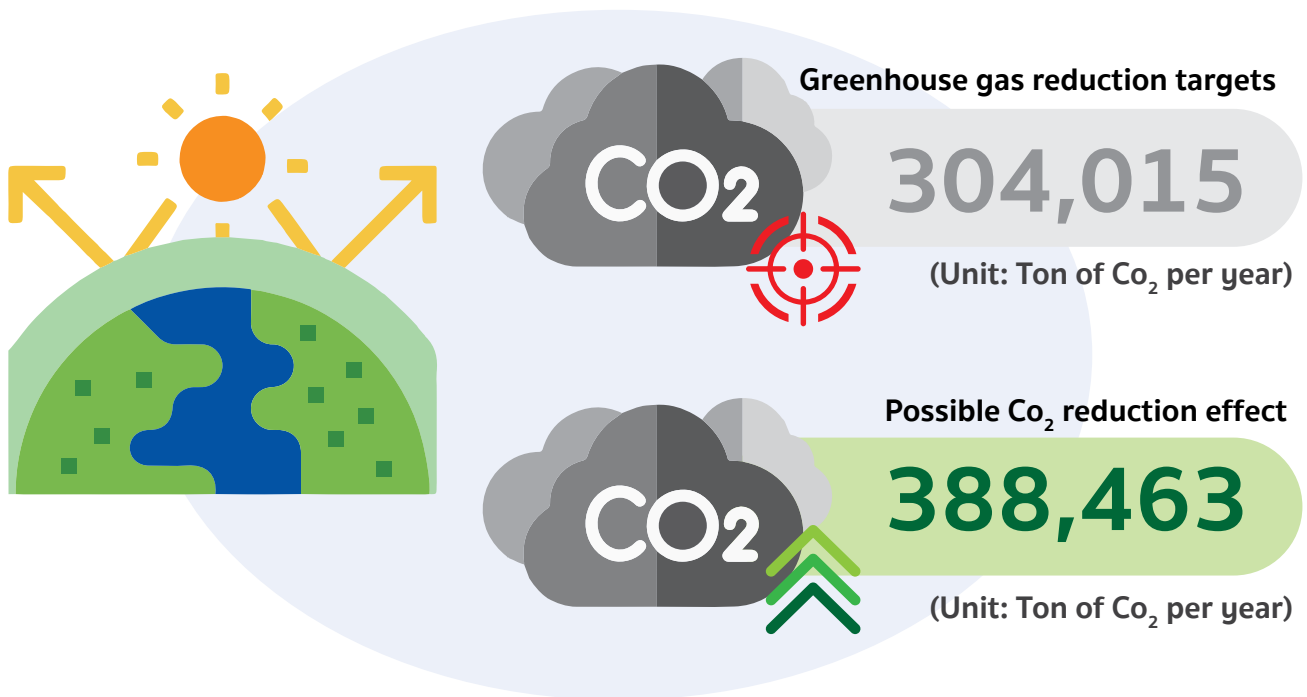 Greenhouse gas reduction targets
CO2
304,015
(Unit: Ton of Co₂ per year)
Possible Co₂ reduction effect
CO2
388,463
(Unit: Ton of Co₂ per year)